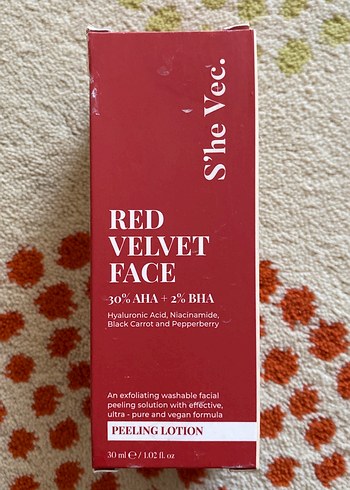 S'he Vec.
RED
VELVET
FACE
30% AHA + 2% BHA
Hyaluronic Acid, Niacinamide,
Black Carrot and Pepperberry
An exfoliating washable facial
peeling solution with effective,
ultra - pure and vegan formula
PEELING LOTION
30 ml ℮ / 1.02 fl. oz